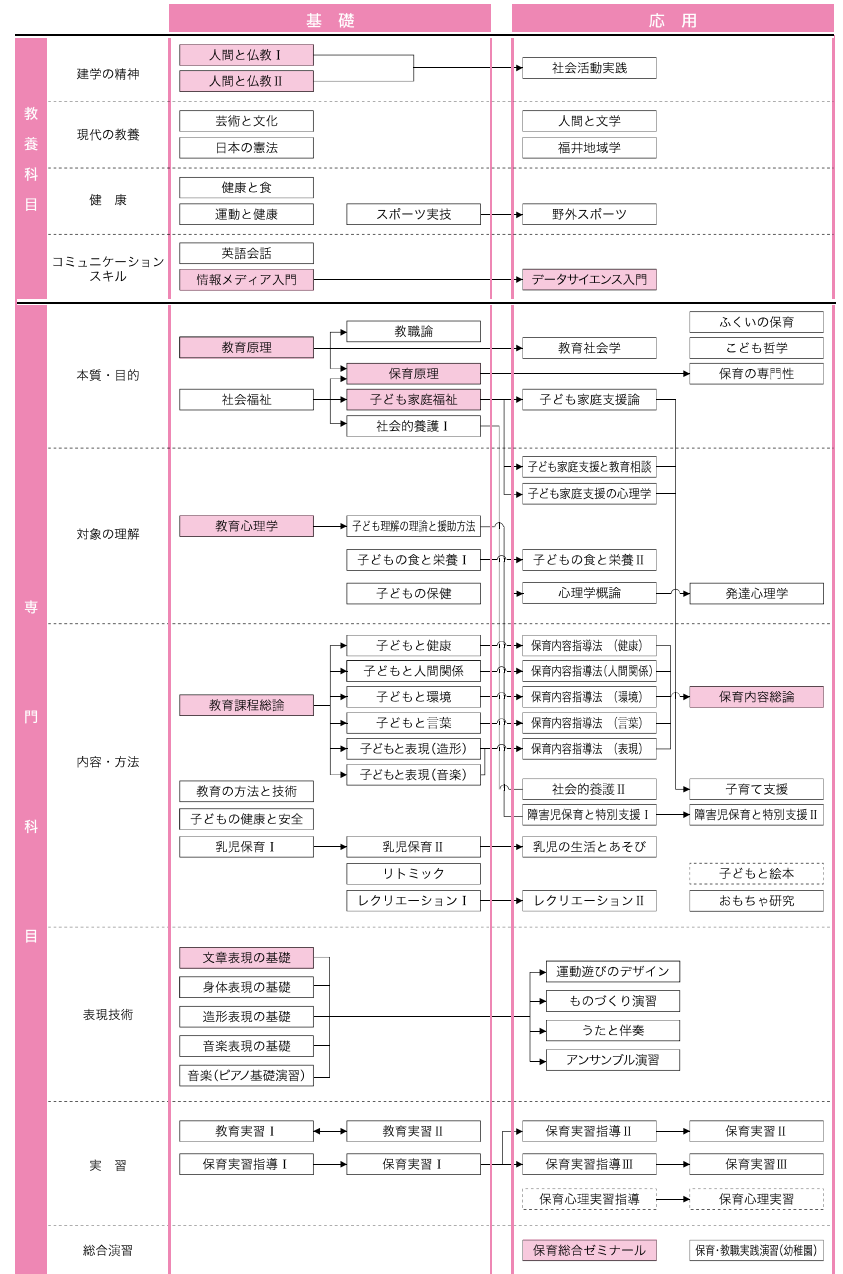 基　礎
応　用
教養科目
建学の精神
人間と仏教Ⅰ
人間と仏教Ⅱ
社会活動実践
現代の教養
芸術と文化
日本の憲法
人間と文学
福井地域学
健　康
健康と食
運動と健康
スポーツ実技
野外スポーツ
コミュニケーション
スキル
英語会話
情報メディア入門
データサイエンス入門
専門科目
本質・目的
教育原理
社会福祉
教職論
保育原理
子ども家庭福祉
社会的養護Ⅰ
教育社会学
子ども家庭支援論
ふくいの保育
こども哲学
保育の専門性
対象の理解
教育心理学
子ども理解の理論と援助方法
子どもの食と栄養Ⅰ
子どもの保健
子ども家庭支援と教育相談
子ども家庭支援の心理学
子どもの食と栄養Ⅱ
心理学概論
発達心理学
内容・方法
教育課程総論
教育の方法と技術
子どもの健康と安全
乳児保育Ⅰ
子どもと健康
子どもと人間関係
子どもと環境
子どもと言葉
子どもと表現（造形）
子どもと表現（音楽）
乳児保育Ⅱ
リトミック
レクリエーションⅠ
保育内容指導法　（健康）
保育内容指導法（人間関係）
保育内容指導法　（環境）
保育内容指導法　（言葉）
保育内容指導法　（表現）
社会的養護Ⅱ
障害児保育と特別支援Ⅰ
乳児の生活とあそび
レクリエーションⅡ
保育内容総論
子育て支援
障害児保育と特別支援Ⅱ
子どもと絵本
おもちゃ研究
表現技術
文章表現の基礎
身体表現の基礎
造形表現の基礎
音楽表現の基礎
音楽（ピアノ基礎演習）
運動遊びのデザイン
ものづくり演習
うたと伴奏
アンサンブル演習
実　習
教育実習Ⅰ
教育実習Ⅱ
保育実習指導Ⅱ
保育実習Ⅱ
保育実習指導Ⅰ
保育実習Ⅰ
保育実習指導Ⅲ
保育実習Ⅲ
保育心理実習指導
保育心理実習
総合演習
保育総合ゼミナール
保育・教職実践演習（幼稚園）